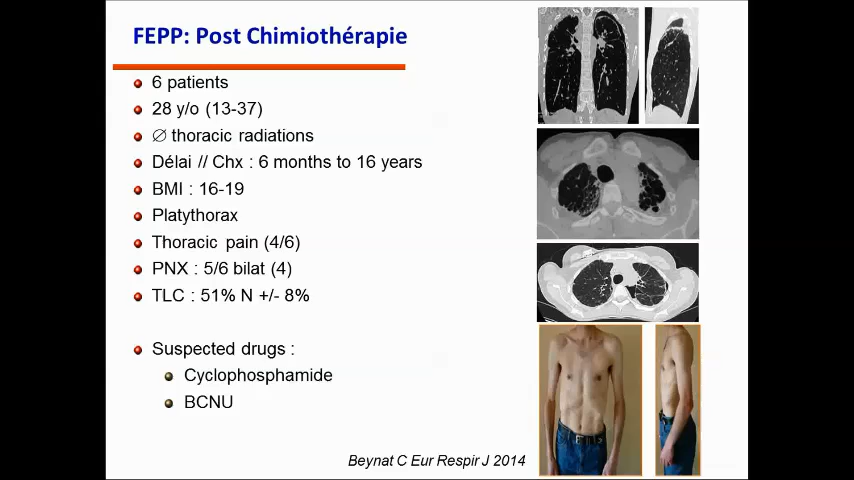 FEPP: Post Chimiothérapie
6 patients
28 y/o (13-37)
∅ thoracic radiations
Délai // Chx : 6 months to 16 years
BMI : 16-19
Platythorax
Thoracic pain (4/6)
PNX : 5/6 bilat (4)
TLC : 51% N +/- 8%
Suspected drugs :
Cyclophosphamide
BCNU
Beynat C Eur Respir J 2014